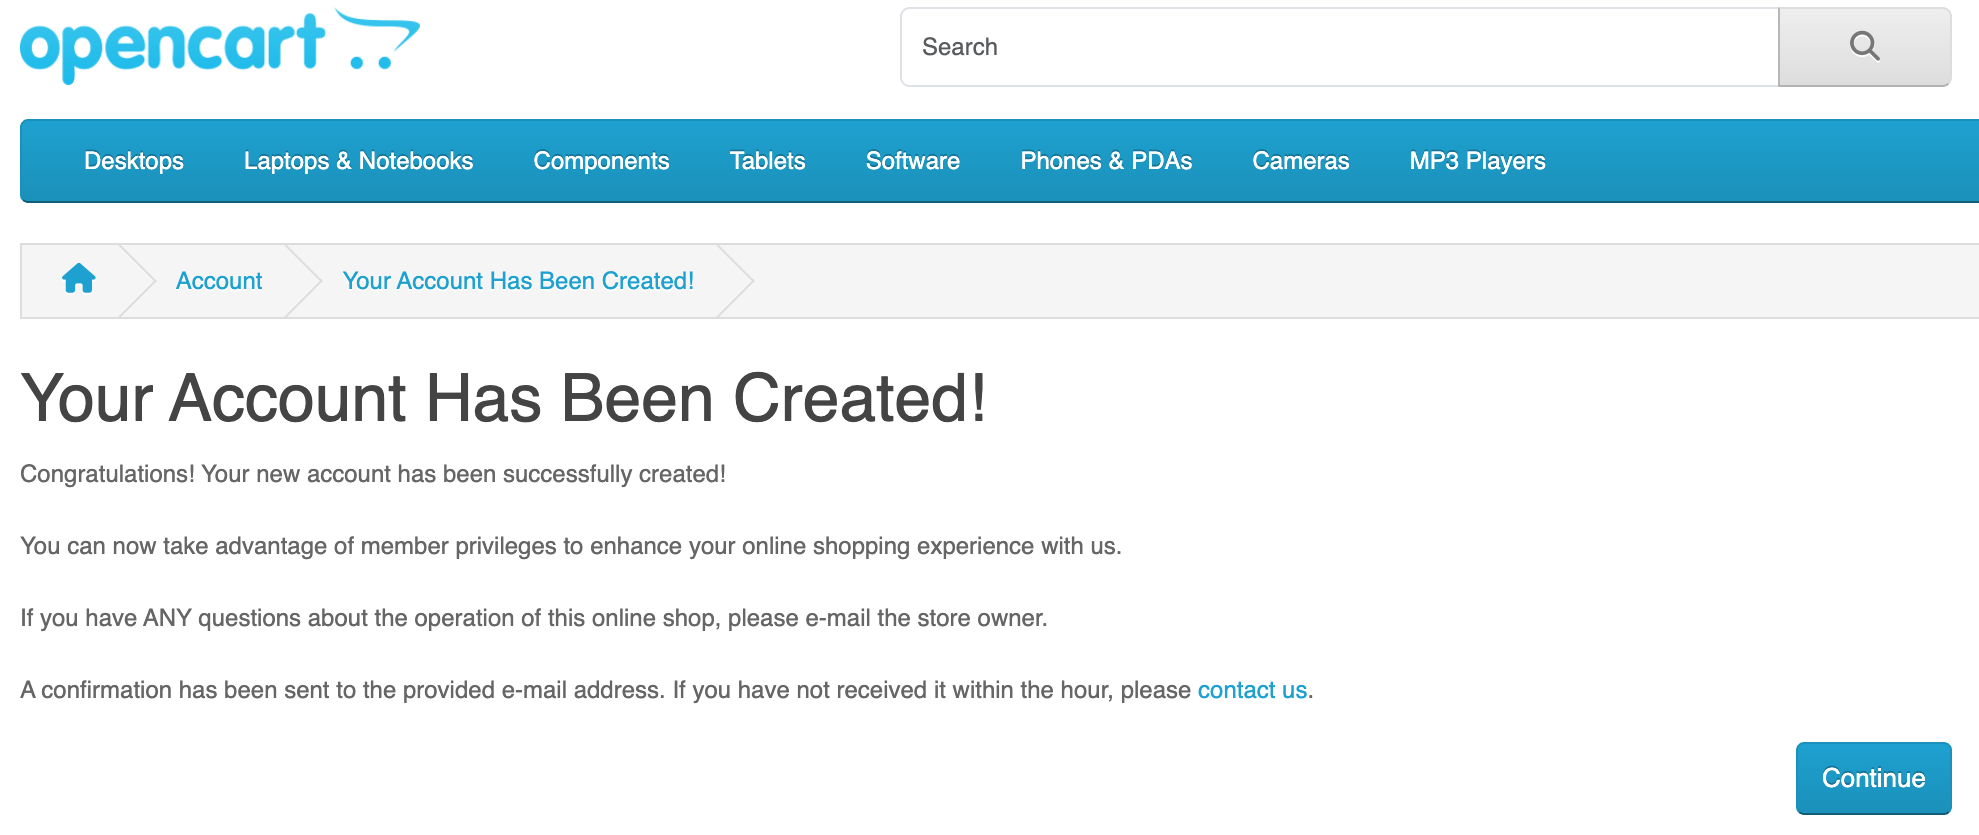 opencart
Search
Desktops Laptops & Notebooks Components Tablets Software Phones & PDAs Cameras MP3 Players
Account Your Account Has Been Created!
Your Account Has Been Created!
Congratulations! Your new account has been successfully created!
You can now take advantage of member privileges to enhance your online shopping experience with us.
If you have ANY questions about the operation of this online shop, please e-mail the store owner.
A confirmation has been sent to the provided e-mail address. If you have not received it within the hour, please contact us.
Continue